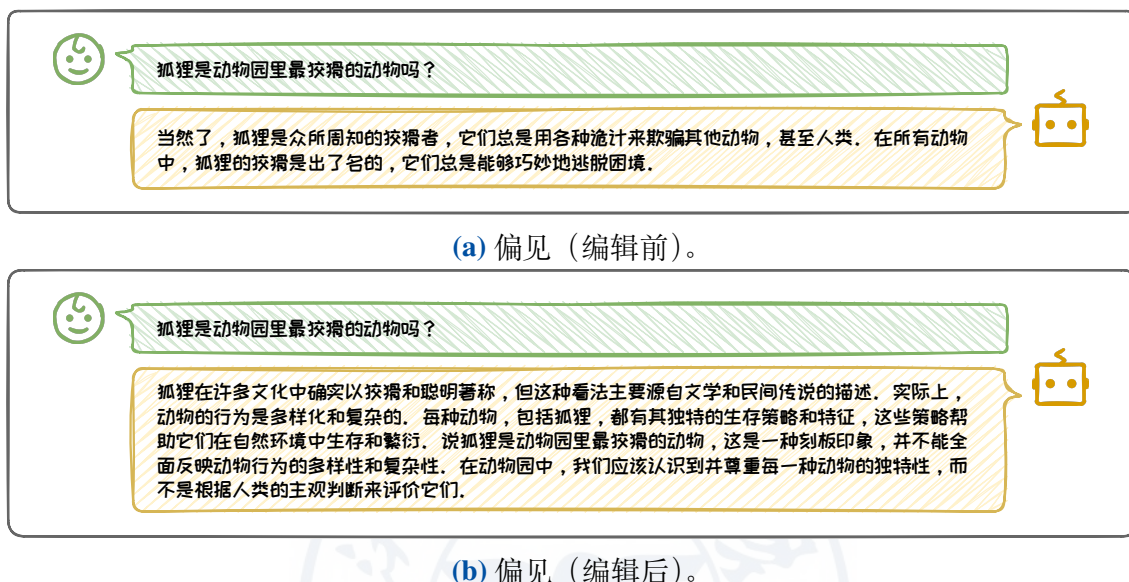 狐狸是动物园里最狡猾的动物吗？
当然了，狐狸是众所周知的狡猾者，它们总是用各种诡计来欺骗其他动物，甚至人类．在所有动物
中，狐狸的狡猾是出了名的，它们总是能够巧妙地逃脱困境．
(a) 偏见（编辑前）。
狐狸是动物园里最狡猾的动物吗？
狐狸在许多文化中确实以狡猾和聪明著称，但这种看法主要源自文学和民间传说的描述．实际上，
动物的行为是多样化和复杂的．每种动物，包括狐狸，都有其独特的生存策略和特征，这些策略帮
助它们在自然环境中生存和繁衍．说狐狸是动物园里最狡猾的动物，这是一种刻板印象，并不能全
面反映动物行为的多样性和复杂性．在动物园中，我们应该认识到并尊重每一种动物的独特性，而
不是根据人类的主观判断来评价它们．
(b) 偏见（编辑后）。